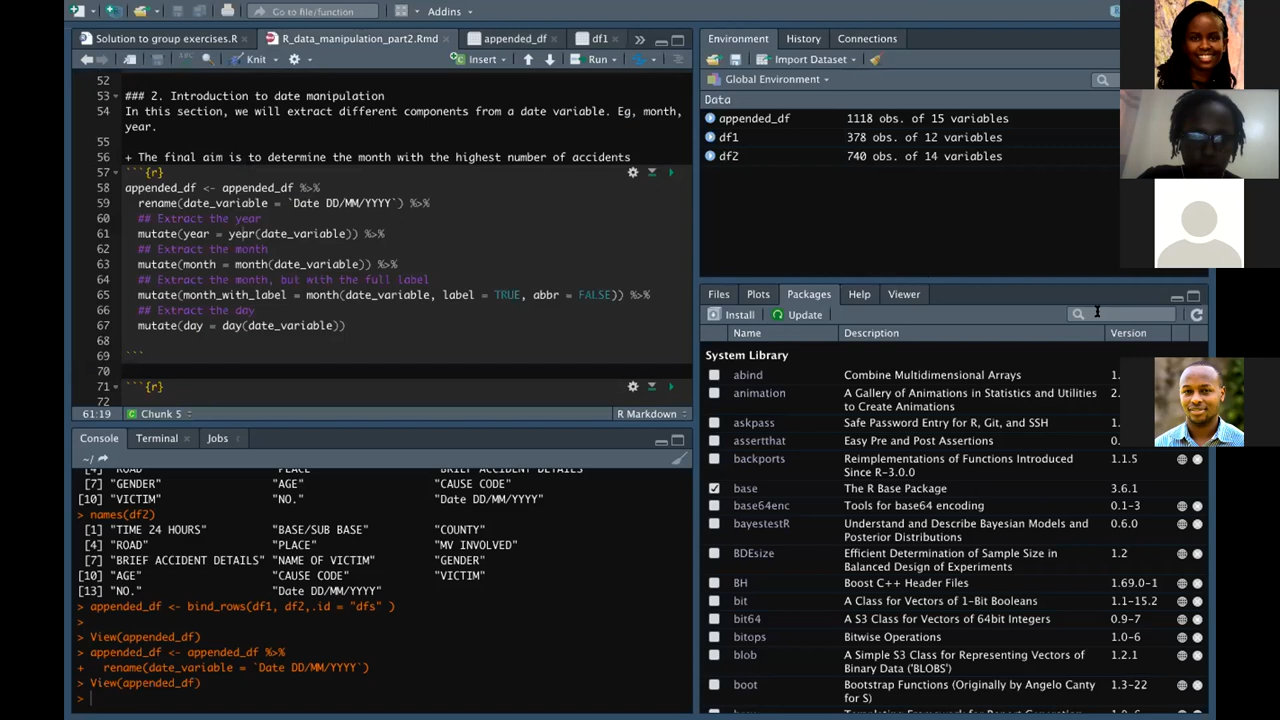 Go to file/function
Addins
Solution to group exercises.R
R_data_manipulation_part2.Rmd
appended_df
df1
Knit
Insert
Run
52
53 ### 2. Introduction to date manipulation
54 In this section, we will extract different components from a date variable. Eg, month,
year.
55
56 + The final aim is to determine the month with the highest number of accidents
57 ```{r}
58 appended_df <- appended_df %>%
59 rename(date_variable = `Date DD/MM/YYYY`) %>%
60 ## Extract the year
61 mutate(year = year(date_variable)) %>%
62 ## Extract the month
63 mutate(month = month(date_variable)) %>%
64 ## Extract the month, but with the full label
65 mutate(month_with_label = month(date_variable, label = TRUE, abbr = FALSE)) %>%
66 ## Extract the day
67 mutate(day = day(date_variable))
68
69 ```
70
71 ```{r}
72
61:19
Chunk 5
R Markdown
Console
Terminal
Jobs
~/
[4] "ROAD" "PLACE" "BRIEF ACCIDENT DETAILS"
[7] "GENDER" "AGE" "CAUSE CODE"
[10] "VICTIM" "NO." "Date DD/MM/YYYY"
> names(df2)
[1] "TIME 24 HOURS" "BASE/SUB BASE" "COUNTY"
[4] "ROAD" "PLACE" "MV INVOLVED"
[7] "BRIEF ACCIDENT DETAILS" "NAME OF VICTIM" "GENDER"
[10] "AGE" "CAUSE CODE" "VICTIM"
[13] "NO." "Date DD/MM/YYYY"
> appended_df <- bind_rows(df1, df2,.id = "dfs" )
>
> View(appended_df)
> appended_df <- appended_df %>%
+ rename(date_variable = `Date DD/MM/YYYY`)
> View(appended_df)
>
Environment
History
Connections
Import Dataset
Global Environment
Data
appended_df 1118 obs. of 15 variables
df1 378 obs. of 12 variables
df2 740 obs. of 14 variables
Files
Plots
Packages
Help
Viewer
Install
Update
Name Description Version
System Library
abind Combine Multidimensional Arrays 1.
animation A Gallery of Animations in Statistics and Utilities 2.
to Create Animations
askpass Safe Password Entry for R, Git, and SSH 1.
assertthat Easy Pre and Post Assertions 0.
backports Reimplementations of Functions Introduced 1.1.5
Since R-3.0.0
base The R Base Package 3.6.1
base64enc Tools for base64 encoding 0.1-3
bayestestR Understand and Describe Bayesian Models and 0.6.0
Posterior Distributions
BDEsize Efficient Determination of Sample Size in 1.2
Balanced Design of Experiments
BH Boost C++ Header Files 1.69.0-1
bit A Class for Vectors of 1-Bit Booleans 1.1-15.2
bit64 A S3 Class for Vectors of 64bit Integers 0.9-7
bitops Bitwise Operations 1.0-6
blob A Simple S3 Class for Representing Vectors of 1.2.1
Binary Data ('BLOBS')
boot Bootstrap Functions (Originally by Angelo Canty 1.3-22
for S)